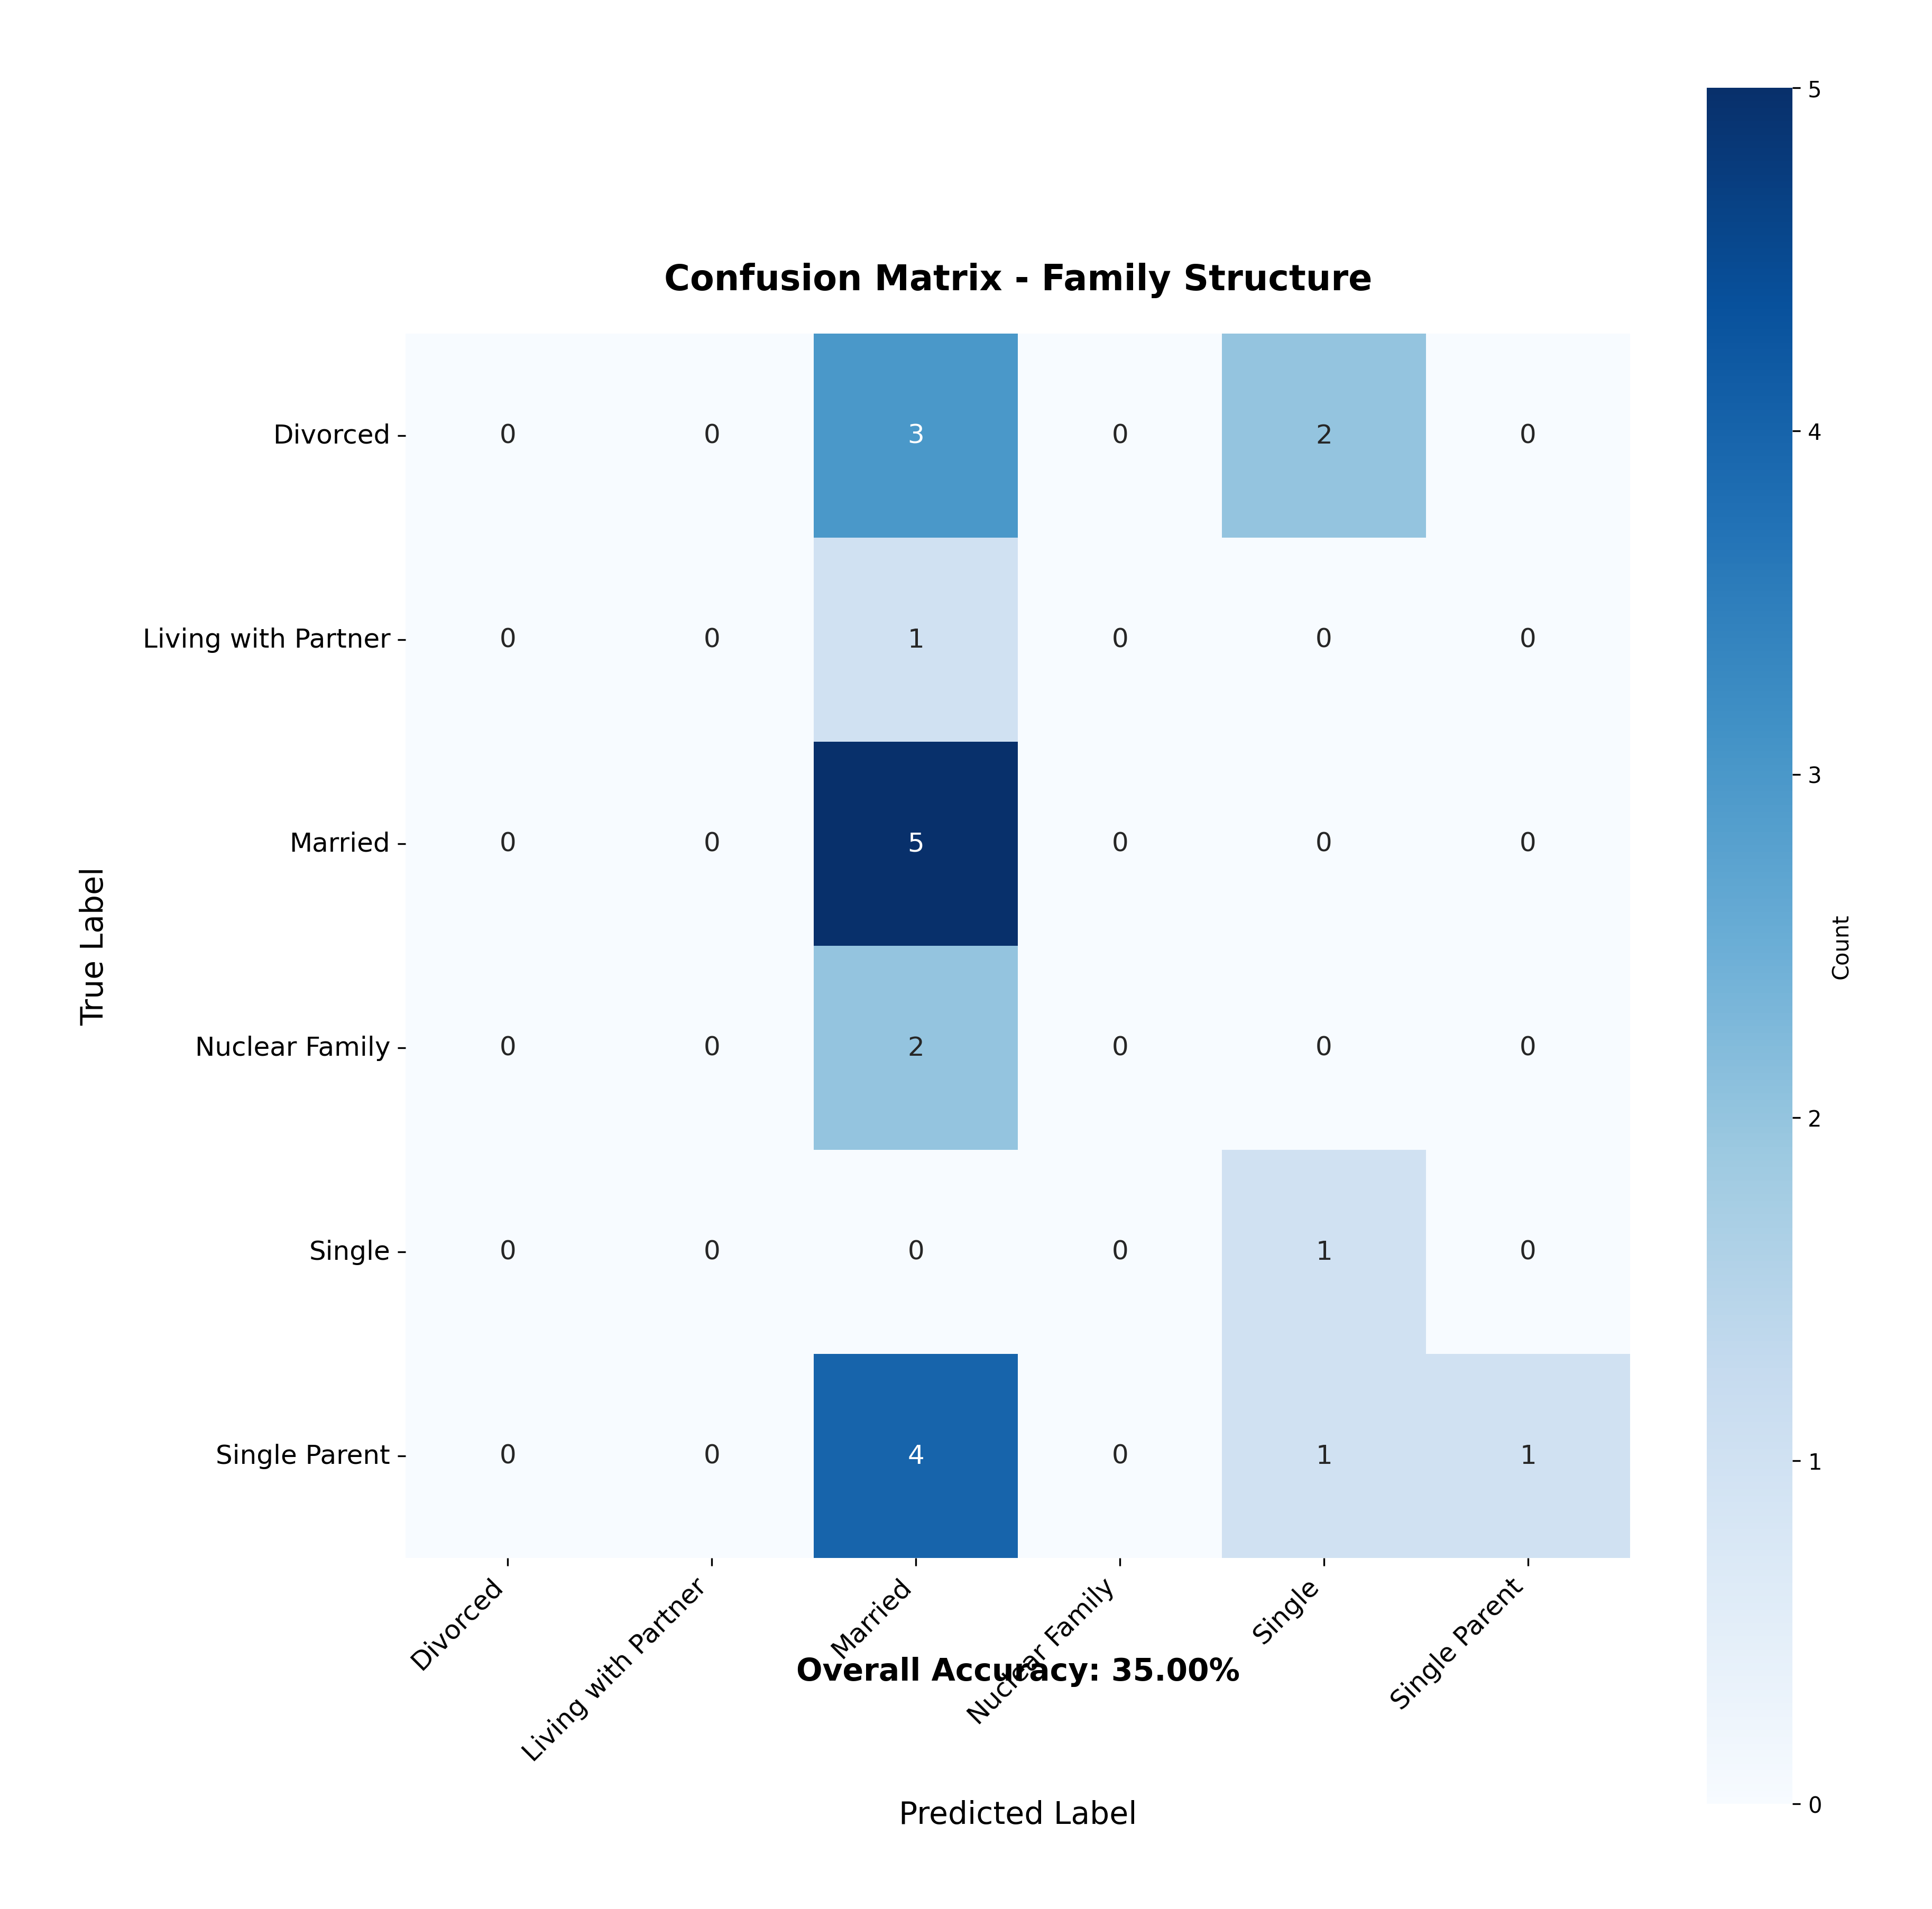 Confusion Matrix - Family Structure
5
4
3
2
1
0
Count
True Label
Divorced 0 0 3 0 2 0
Living with Partner 0 0 1 0 0 0
Married 0 0 5 0 0 0
Nuclear Family 0 0 2 0 0 0
Single 0 0 0 0 1 0
Single Parent 0 0 4 0 1 1
Divorced
Living with Partner
Married
Nuclear Family
Single
Single Parent
Overall Accuracy: 35.00%
Predicted Label